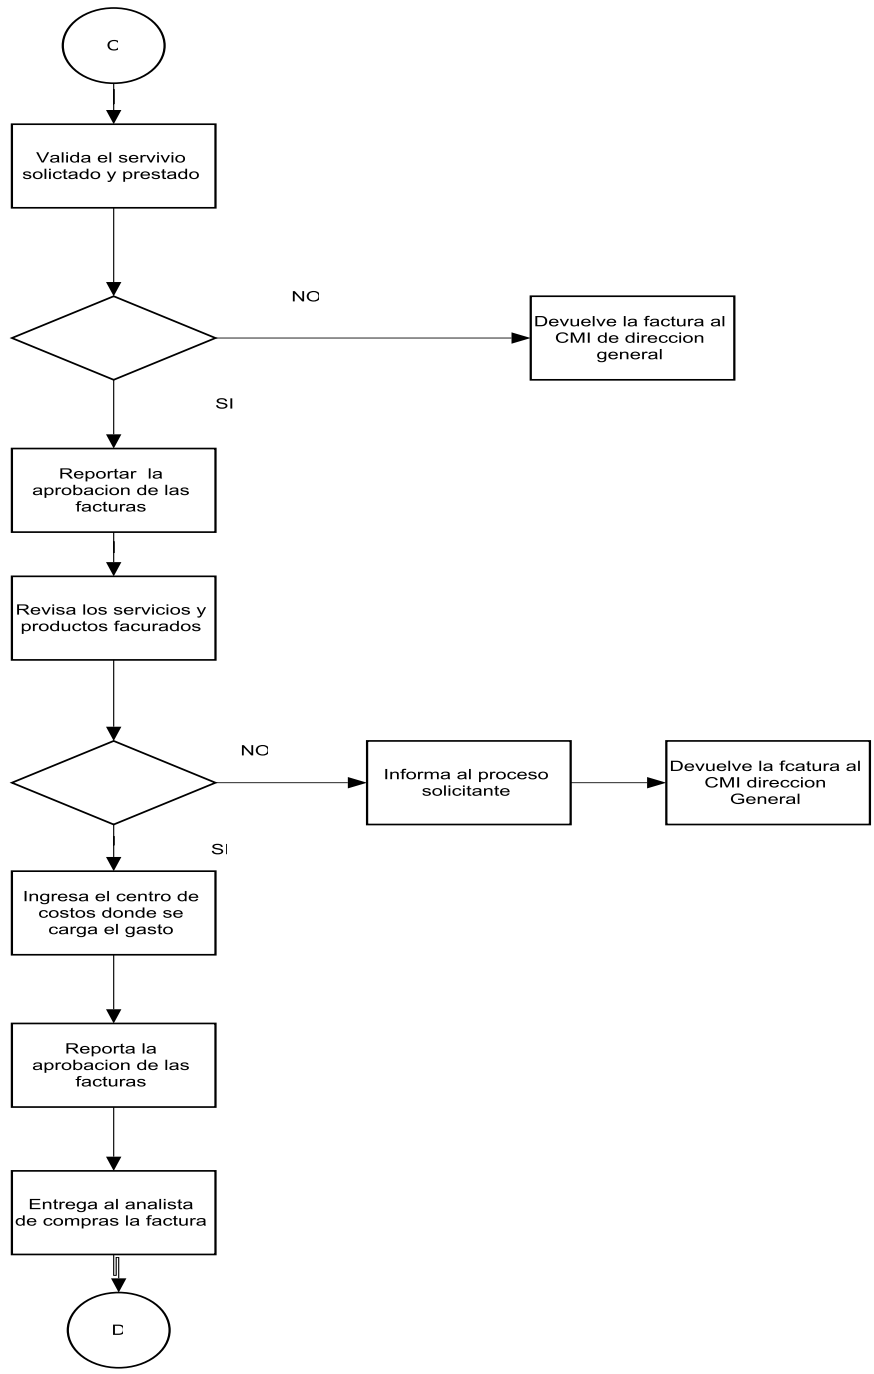 C
Valida el servivio
solictado y prestado
NO
Devuelve la factura al
CMI de direccion
general
SI
Reportar la
aprobacion de las
facturas
Revisa los servicios y
productos facurados
NO
Informa al proceso
solicitante
Devuelve la fcatura al
CMI direccion
General
SI
Ingresa el centro de
costos donde se
carga el gasto
Reporta la
aprobacion de las
facturas
Entrega al analista
de compras la factura
D